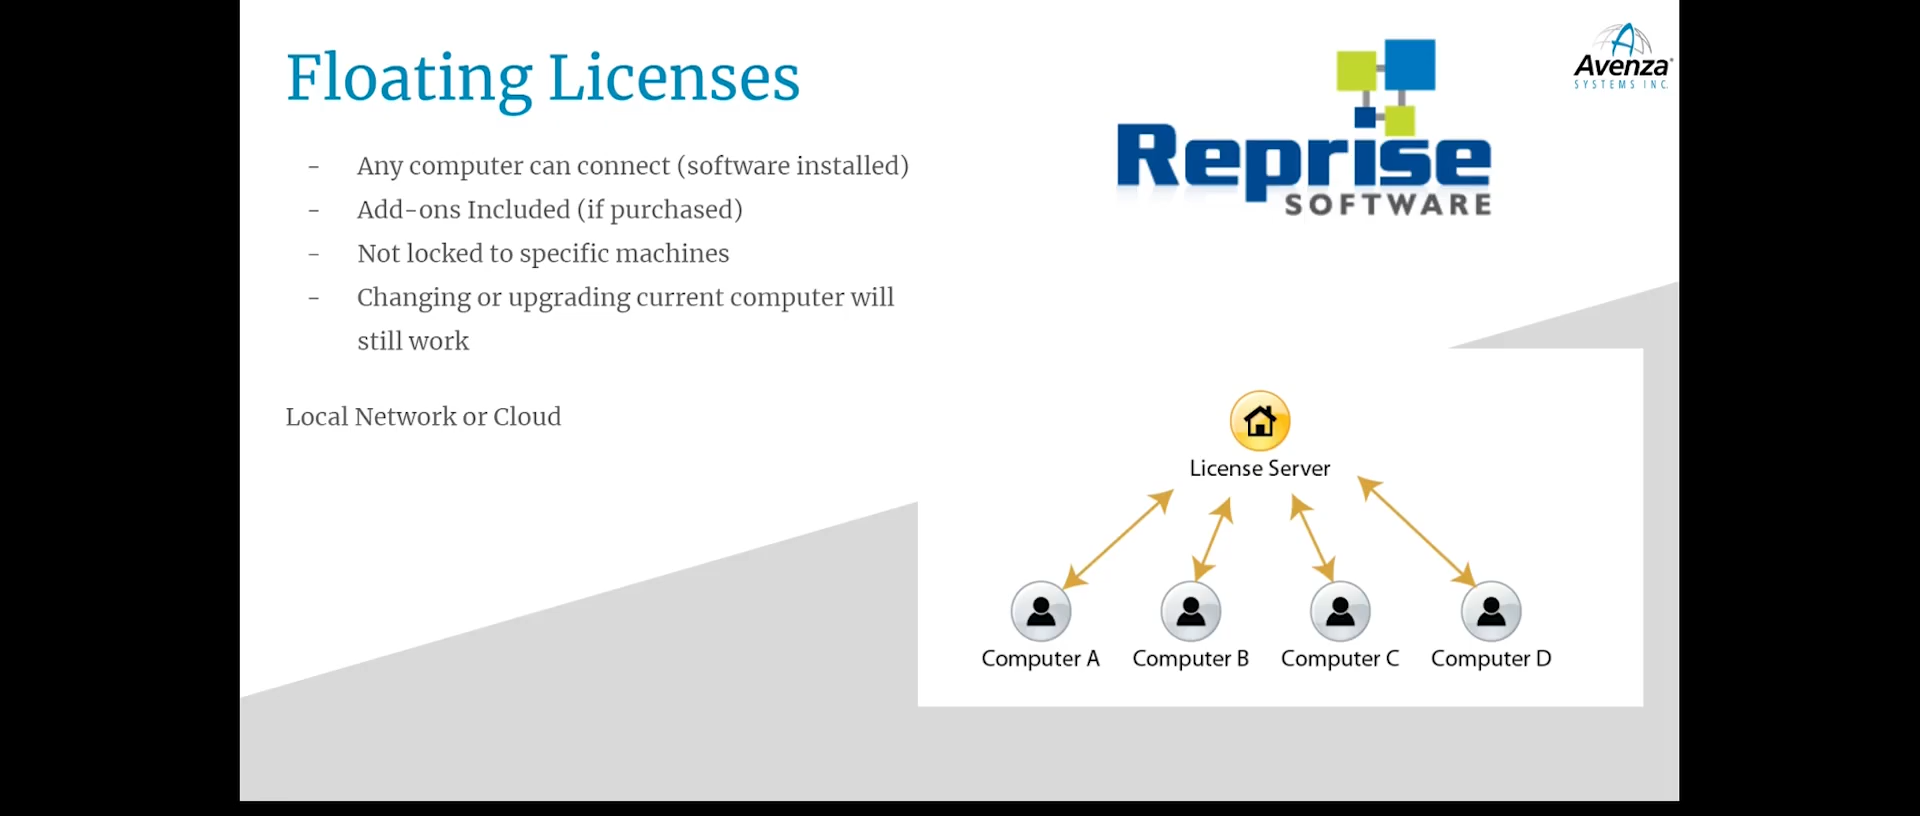 Floating Licenses
- Any computer can connect (software installed)
- Add-ons Included (if purchased)
- Not locked to specific machines
- Changing or upgrading current computer will
still work
Local Network or Cloud
Reprise
SOFTWARE
Avenza
SYSTEMS INC.
License Server
Computer A
Computer B
Computer C
Computer D